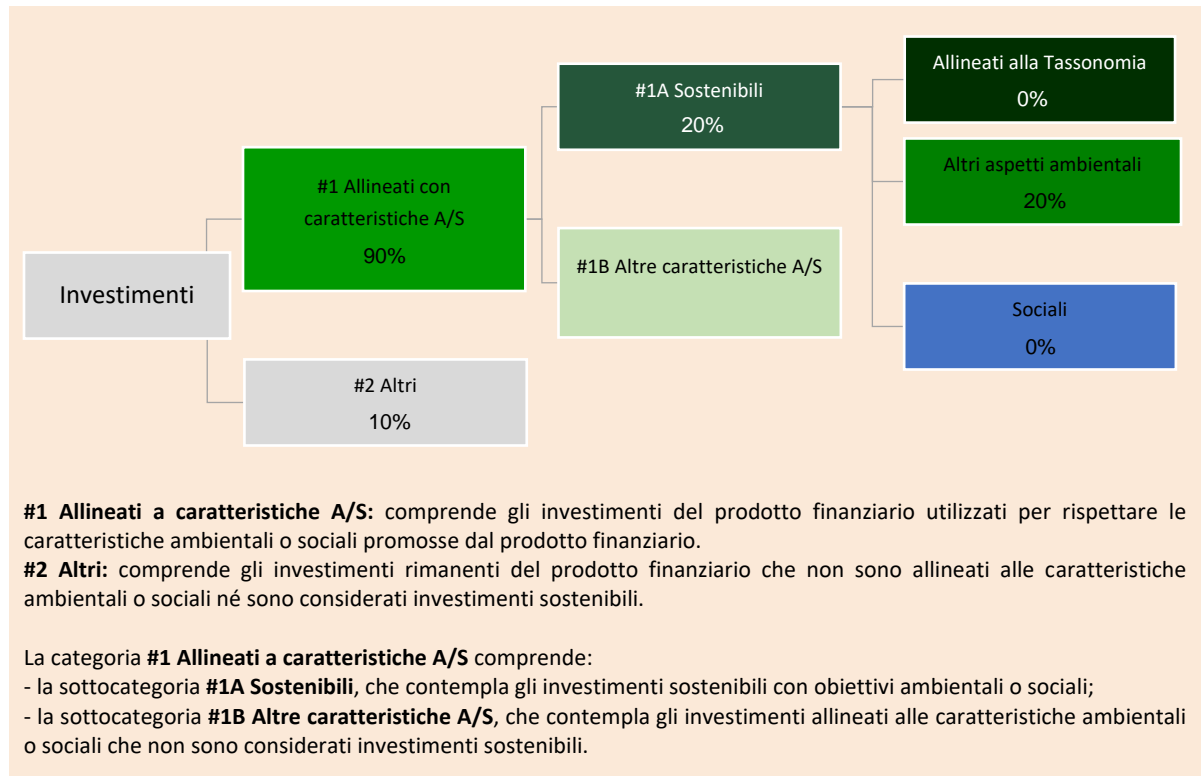 Investimenti
#1 Allineati con
caratteristiche A/S
90%
#2 Altri
10%
#1A Sostenibili
20%
#1B Altre caratteristiche A/S
Allineati alla Tassonomia
0%
Altri aspetti ambientali
20%
Sociali
0%
#1 Allineati a caratteristiche A/S: comprende gli investimenti del prodotto finanziario utilizzati per rispettare le
caratteristiche ambientali o sociali promosse dal prodotto finanziario.
#2 Altri: comprende gli investimenti rimanenti del prodotto finanziario che non sono allineati alle caratteristiche
ambientali o sociali né sono considerati investimenti sostenibili.
La categoria #1 Allineati a caratteristiche A/S comprende:
- la sottocategoria #1A Sostenibili, che contempla gli investimenti sostenibili con obiettivi ambientali o sociali;
- la sottocategoria #1B Altre caratteristiche A/S, che contempla gli investimenti allineati alle caratteristiche ambientali
o sociali che non sono considerati investimenti sostenibili.